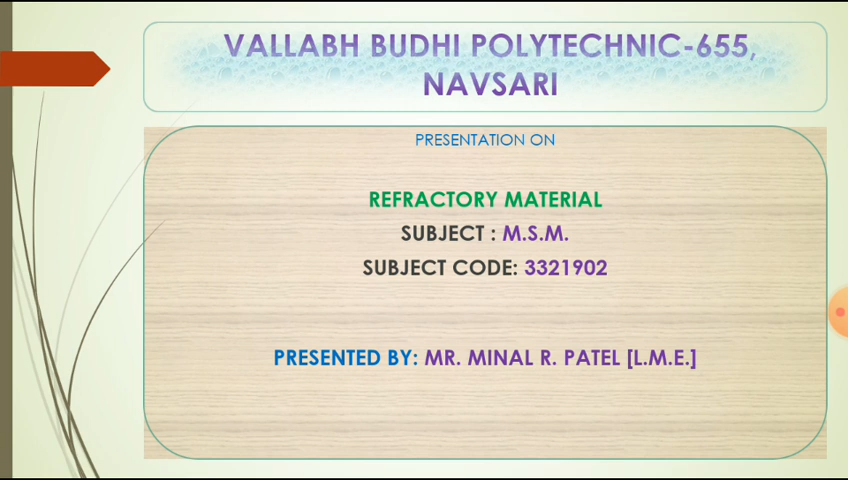 VALLABH BUDHI POLYTECHNIC-655,
NAVSARI
PRESENTATION ON
REFRACTORY MATERIAL
SUBJECT : M.S.M.
SUBJECT CODE: 3321902
PRESENTED BY: MR. MINAL R. PATEL [L.M.E.]